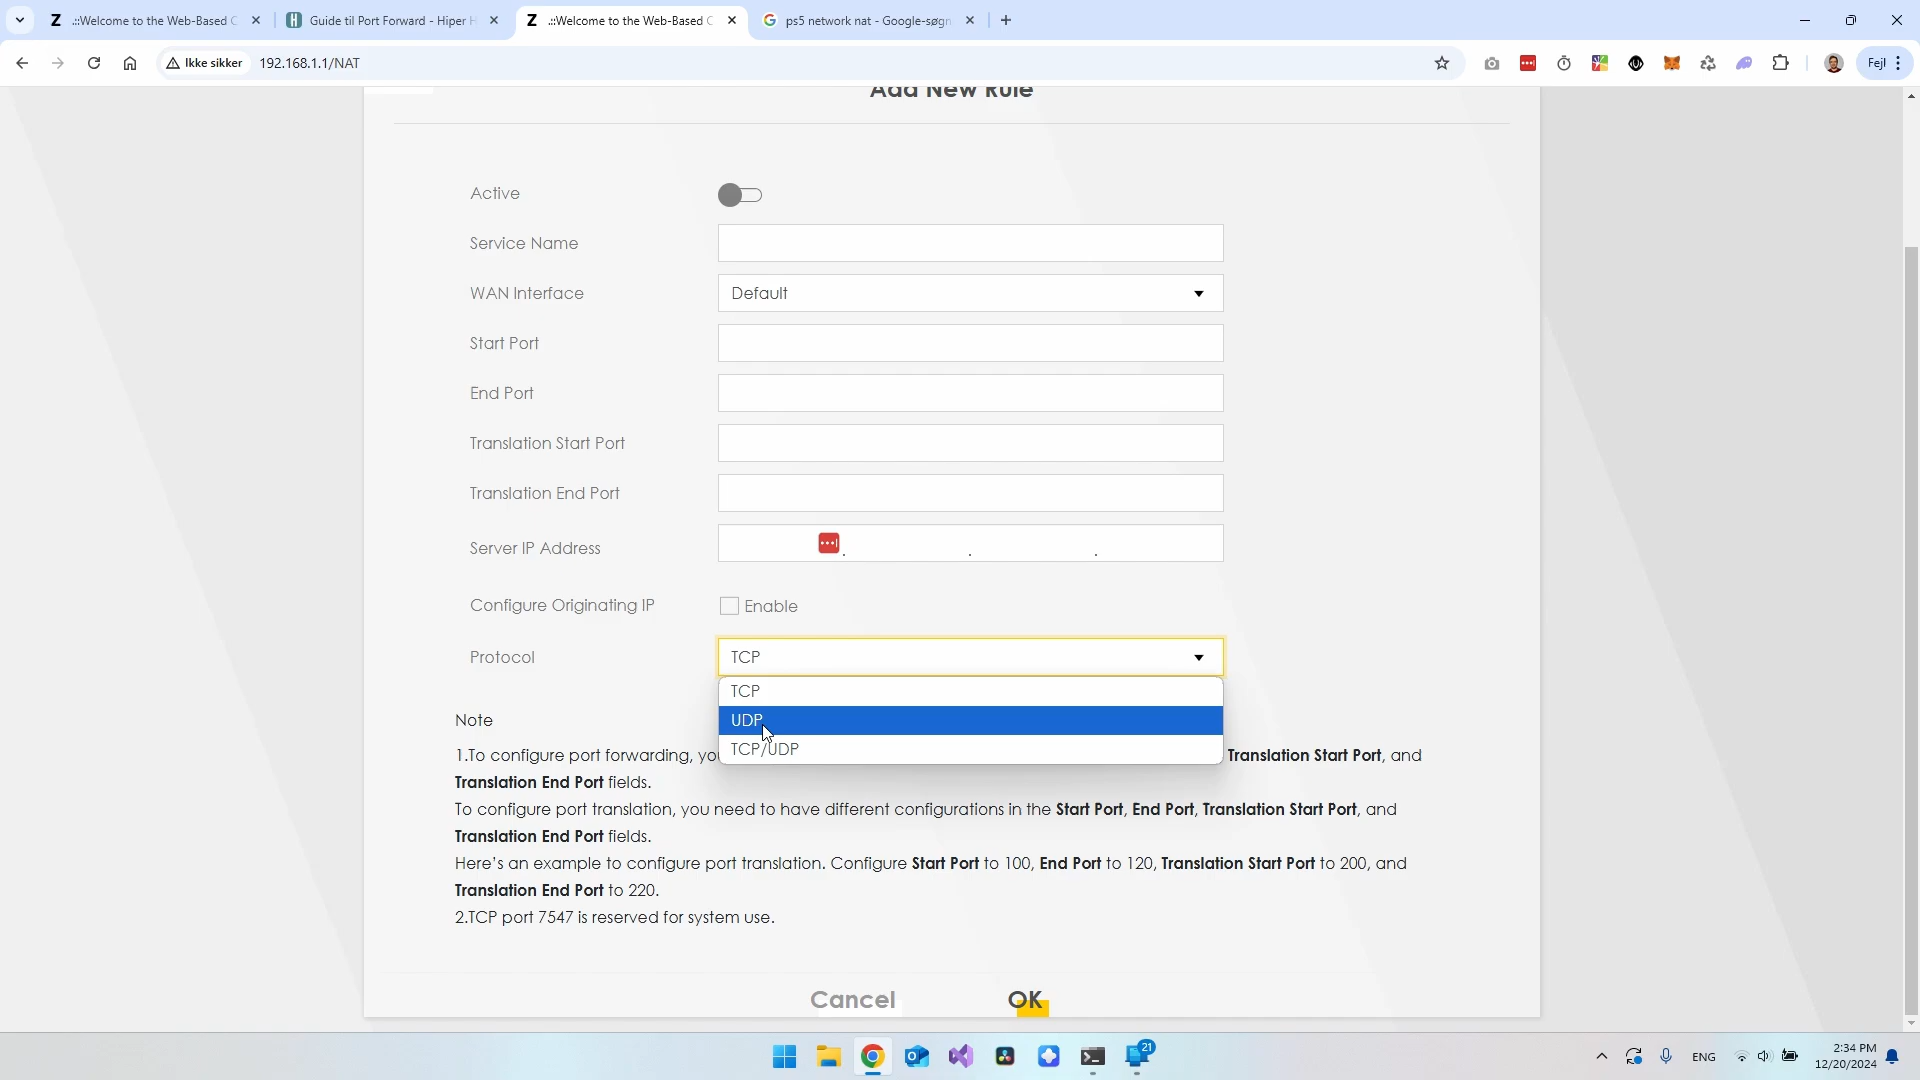 .::Welcome to the Web-Based C
Guide til Port Forward - Hiper H
.::Welcome to the Web-Based C
ps5 network nat - Google-søgn
Ikke sikker
192.168.1.1/NAT
Fejl
Add New Rule
Active
Service Name
WAN Interface
Default
Start Port
End Port
Translation Start Port
Translation End Port
Server IP Address
. . .
Configure Originating IP
Enable
Protocol
TCP
TCP
UDP
TCP/UDP
Note
1.To configure port forwarding, yo
Translation Start Port, and
Translation End Port fields.
To configure port translation, you need to have different configurations in the Start Port, End Port, Translation Start Port, and
Translation End Port fields.
Here's an example to configure port translation. Configure Start Port to 100, End Port to 120, Translation Start Port to 200, and
Translation End Port to 220.
2.TCP port 7547 is reserved for system use.
Cancel
OK
21
ENG
2:34 PM
12/20/2024